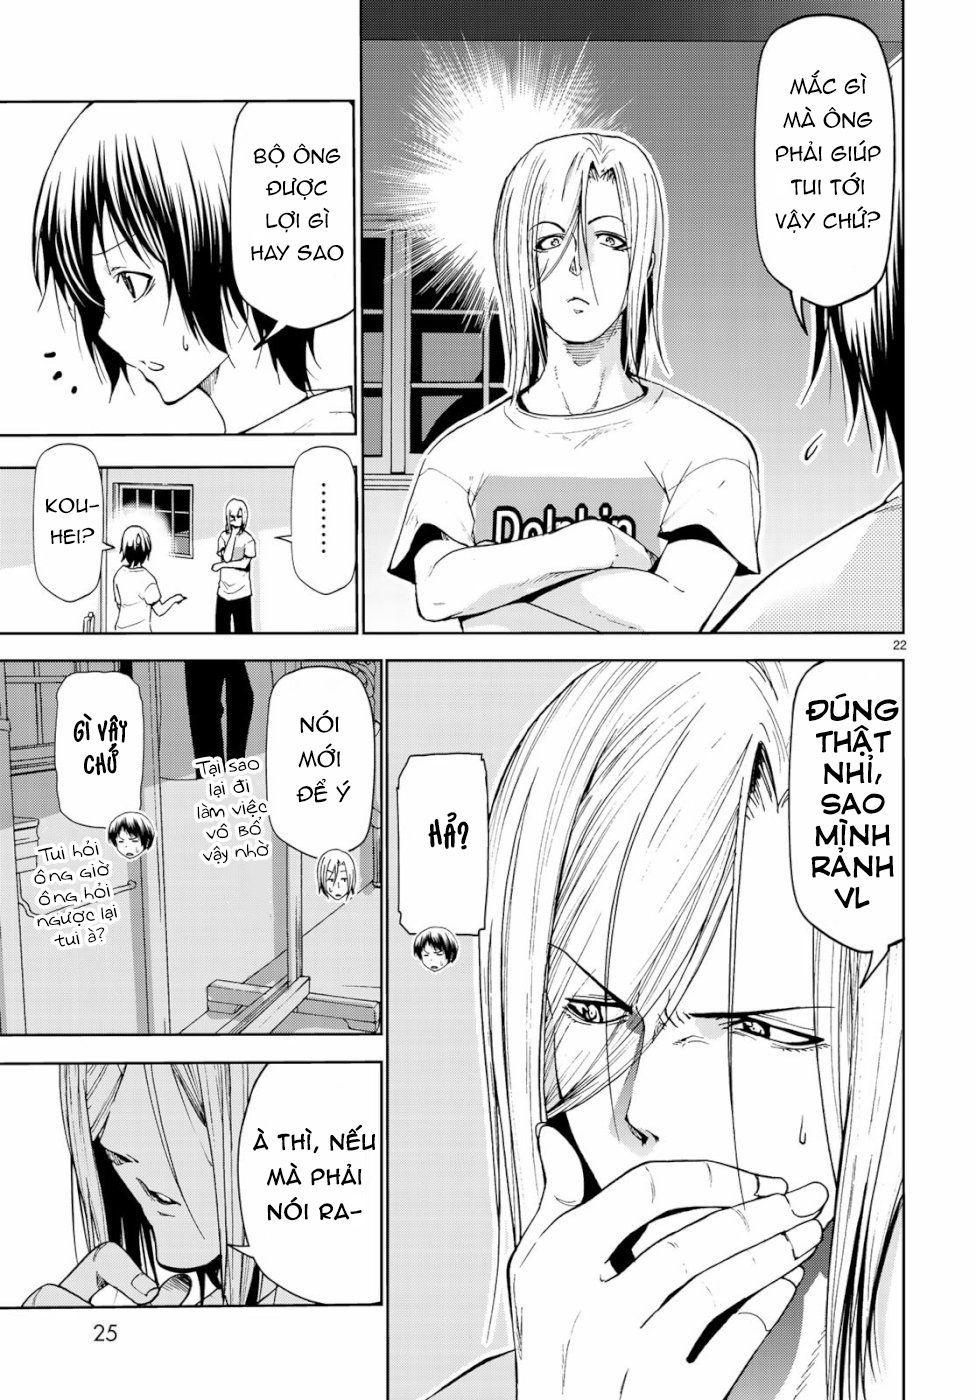 MẮC GÌ
MÀ ÔNG
PHẢI GIÚP
TUI TỚI
VẬY CHỨ?
Dolphin
BỘ ÔNG
ĐƯỢC
LỢI GÌ
HAY SAO
.........
KOU-
HEI?
22
ĐÚNG
THẬT
NHỈ,
SAO
MÌNH
RẢNH
VL
HẢ?
NÓI
MỚI
ĐỂ Ý
Tại sao
lại đi
làm việc
vô bổ
vậy nhờ
GÌ VẬY
CHỨ
Tui hỏi
ông giờ
ông hỏi
ngược lại
tui à?
À THÌ, NẾU
MÀ PHẢI
NÓI RA-
25